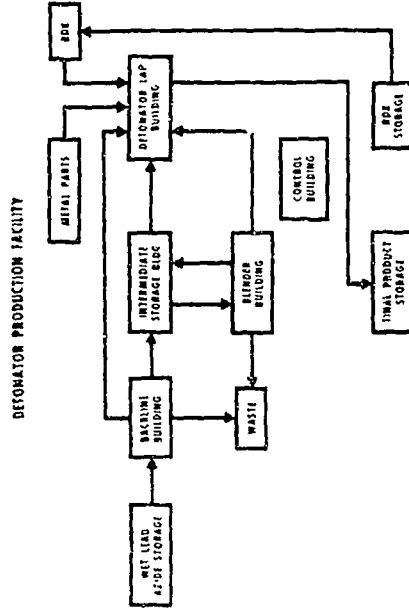 DETONATOR PRODUCTION FACILITY
METAL PARTS
RDX
WET LEAD
AZIDE STORAGE
BACKLINE
BUILDING
INTERMEDIATE
STORAGE BLDG
DETONATOR LAP
BUILDING
WASTE
BLENDER
BUILDING
CONTROL
BUILDING
FINAL PRODUCT
STORAGE
RDX
STORAGE